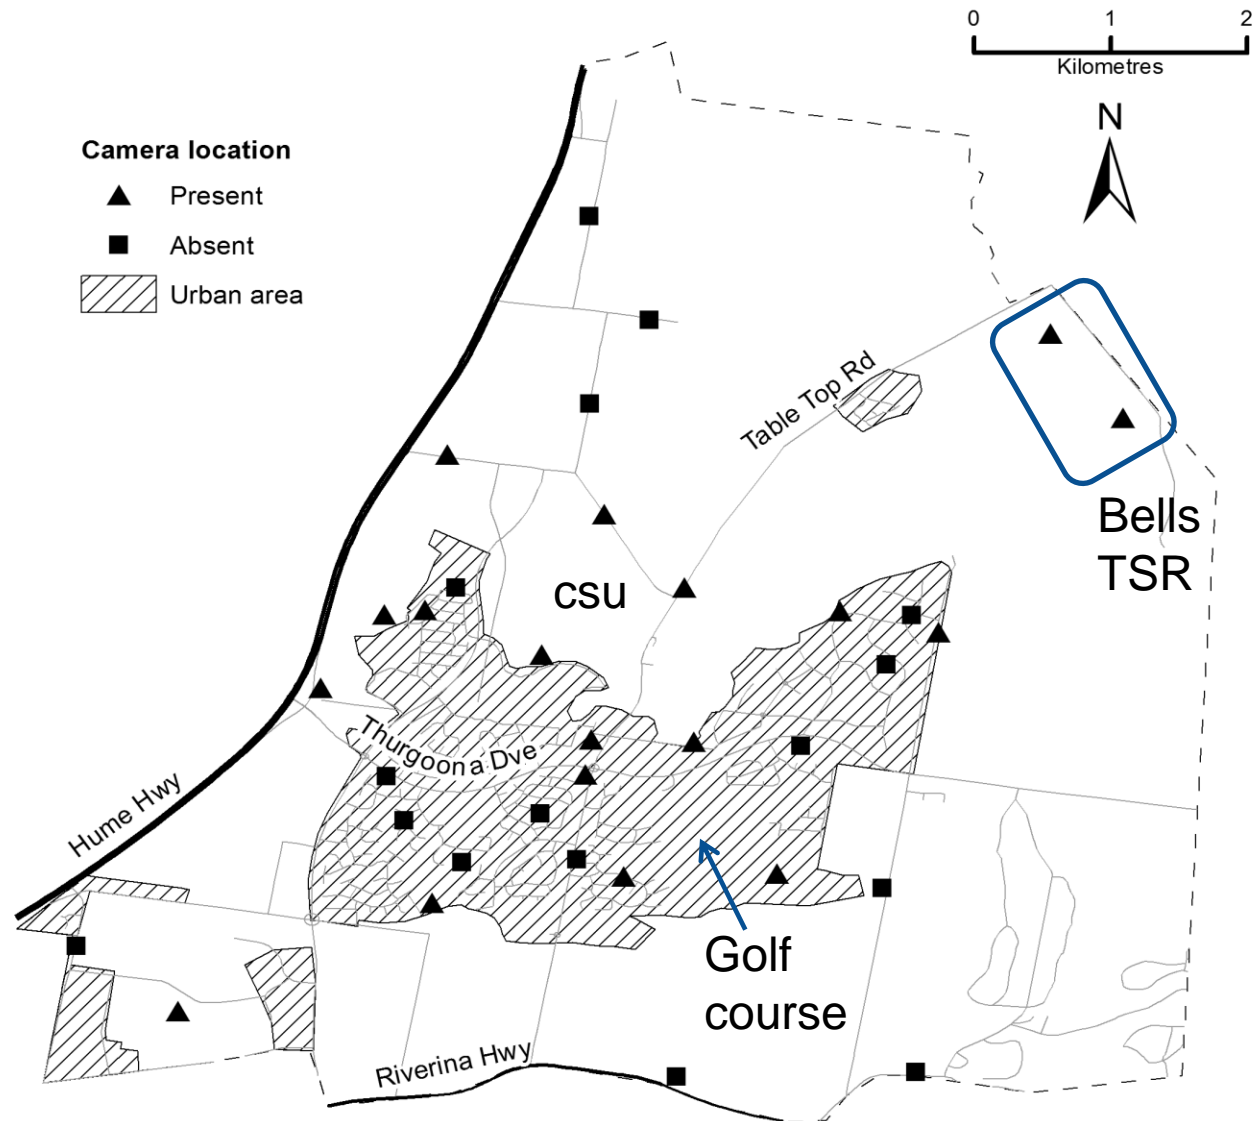 0 1 2
Kilometres
N
Camera location
Present
Absent
Urban area
Table Top Rd
Bells
TSR
csu
Thurgoona Dve
Hume Hwy
Golf
course
Riverina Hwy